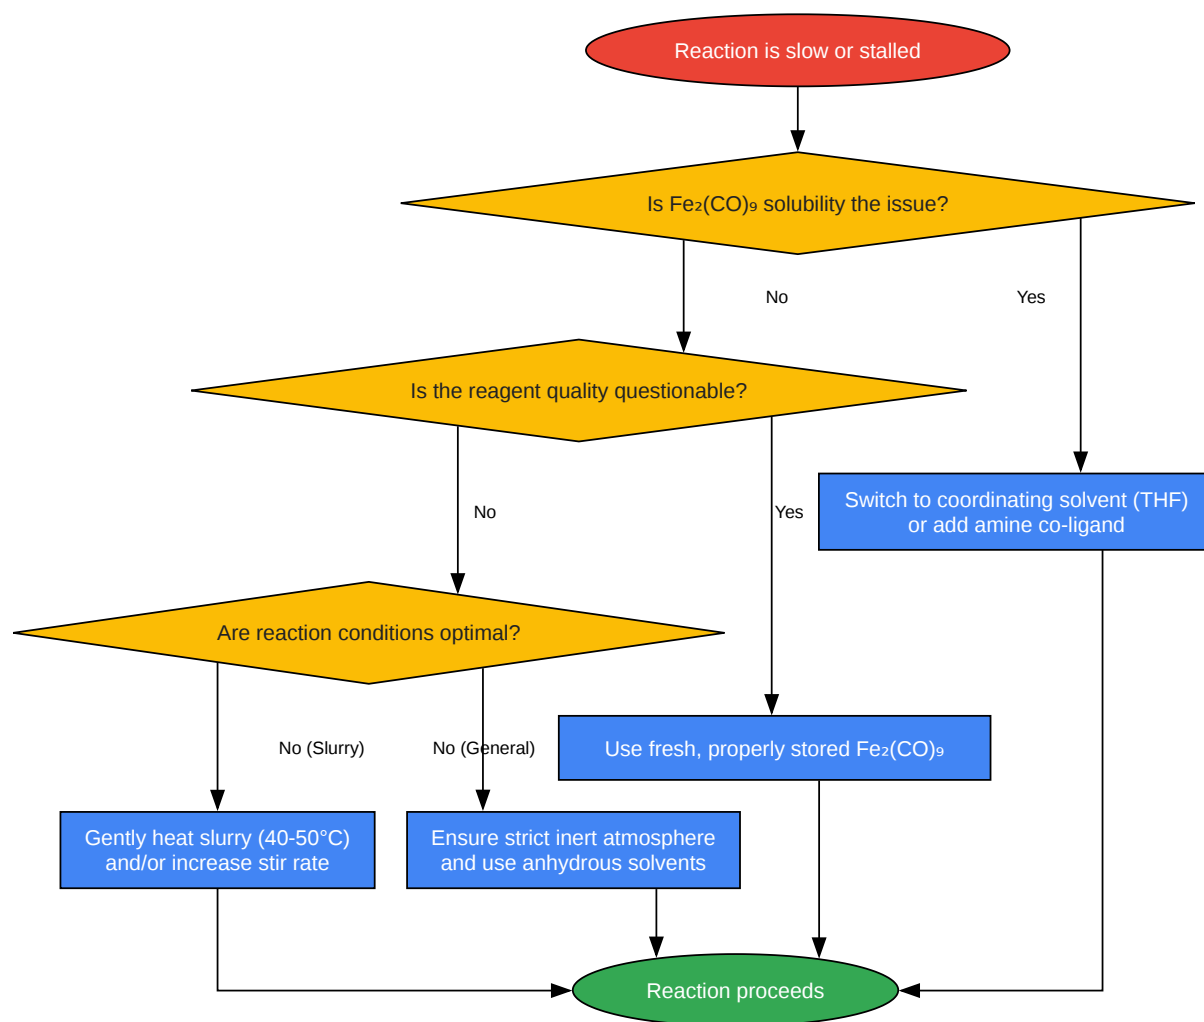 Reaction is slow or stalled
Is Fe₂(CO)₉ solubility the issue?
No
Yes
Is the reagent quality questionable?
Switch to coordinating solvent (THF)
or add amine co-ligand
No
Yes
Are reaction conditions optimal?
No (Slurry)
No (General)
Use fresh, properly stored Fe₂(CO)₉
Gently heat slurry (40-50°C)
and/or increase stir rate
Ensure strict inert atmosphere
and use anhydrous solvents
Reaction proceeds